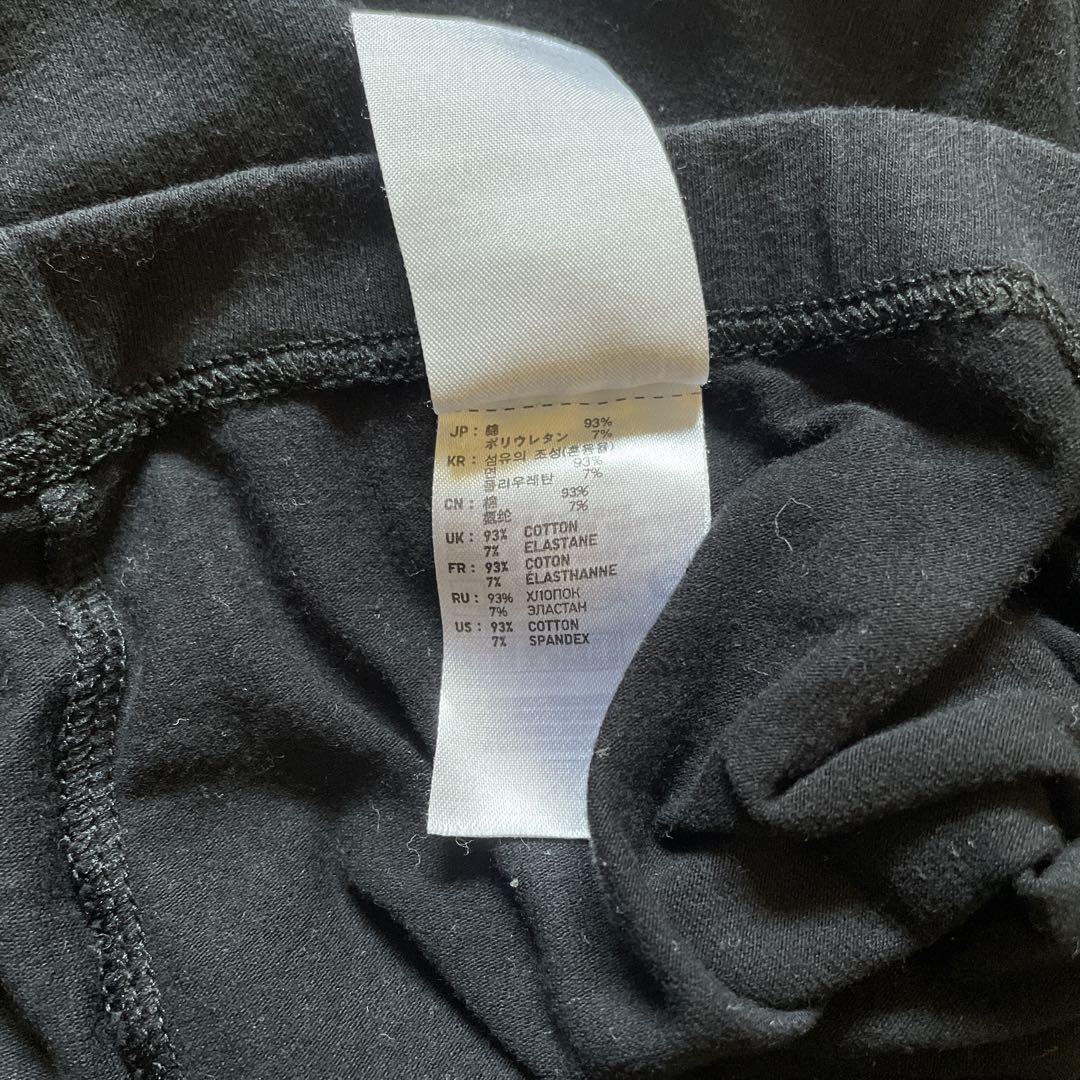 JP : 綿 93%
ポリウレタン 7%
KR : 섬유의 조성(혼용율)
면 93%
폴리우레탄 7%
CN : 棉 93%
氨纶 7%
UK : 93% COTTON
7% ELASTANE
FR : 93% COTON
7% ÉLASTHANNE
RU : 93% ХЛОПОК
7% ЭЛАСТАН
US : 93% COTTON
7% SPANDEX